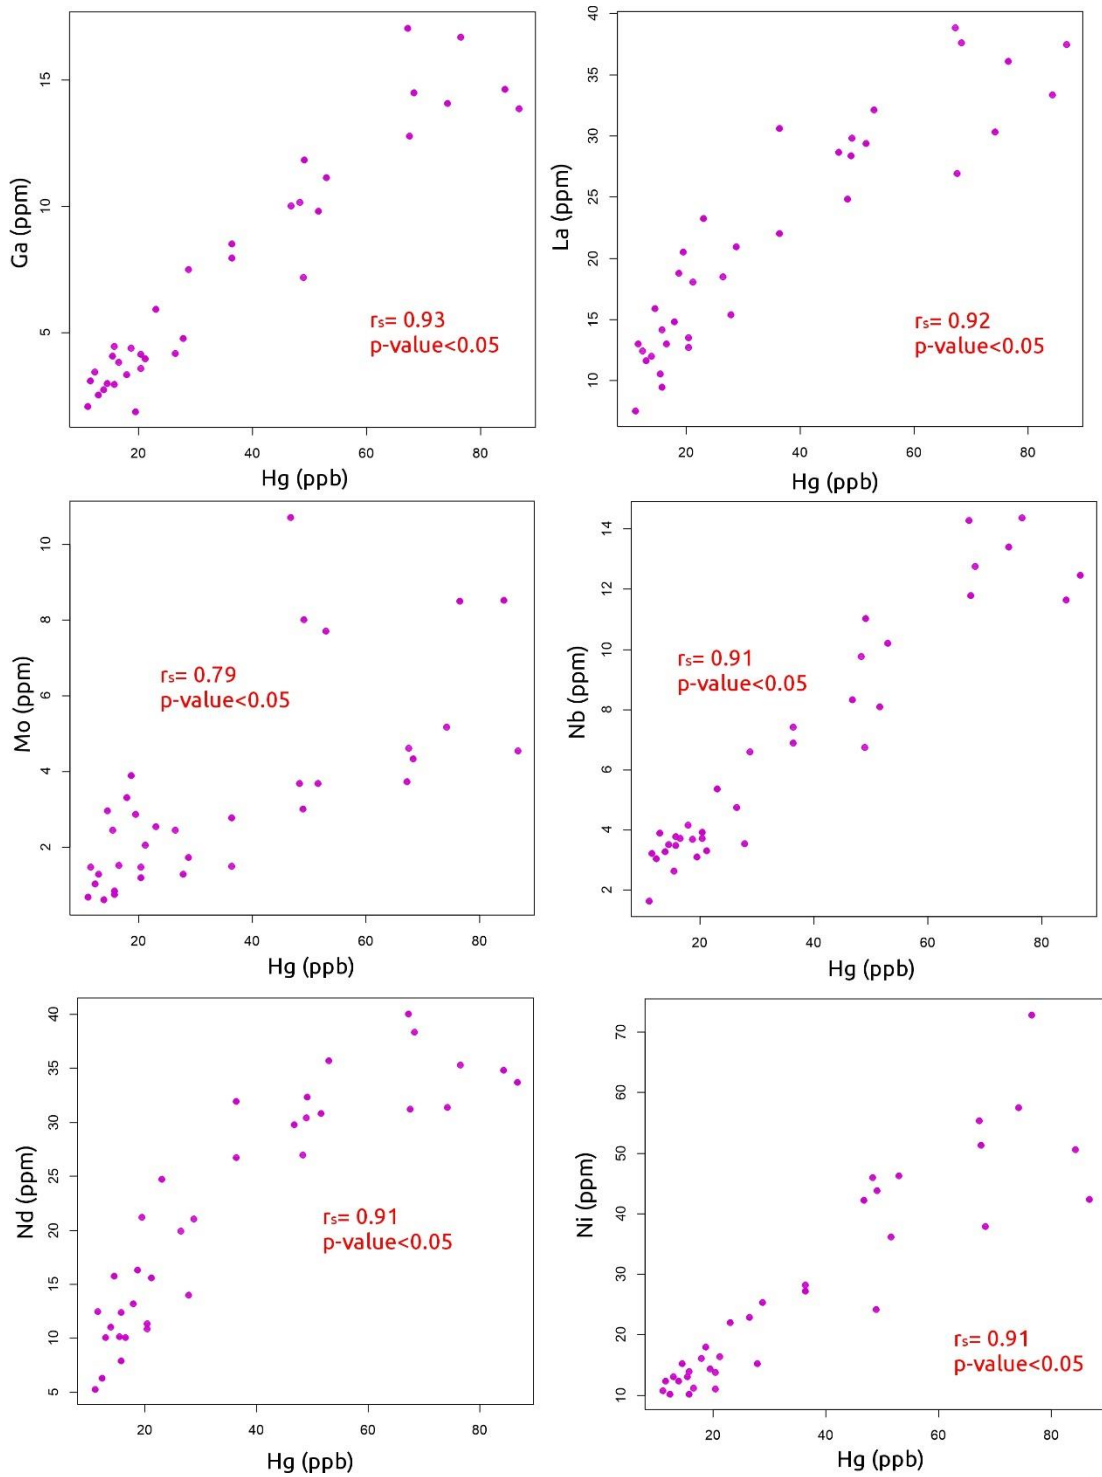 Ga (ppm)
15
10
5
rs= 0.93
p-value<0.05
20 40 60 80
Hg (ppb)
La (ppm)
40
35
30
25
20
15
10
rs= 0.92
p-value<0.05
20 40 60 80
Hg (ppb)
Mo (ppm)
10
8
6
4
2
rs= 0.79
p-value<0.05
20 40 60 80
Hg (ppb)
Nb (ppm)
14
12
10
8
6
4
2
rs= 0.91
p-value<0.05
20 40 60 80
Hg (ppb)
Nd (ppm)
40
35
30
25
20
15
10
5
rs= 0.91
p-value<0.05
20 40 60 80
Hg (ppb)
Ni (ppm)
70
60
50
40
30
20
10
rs= 0.91
p-value<0.05
20 40 60 80
Hg (ppb)